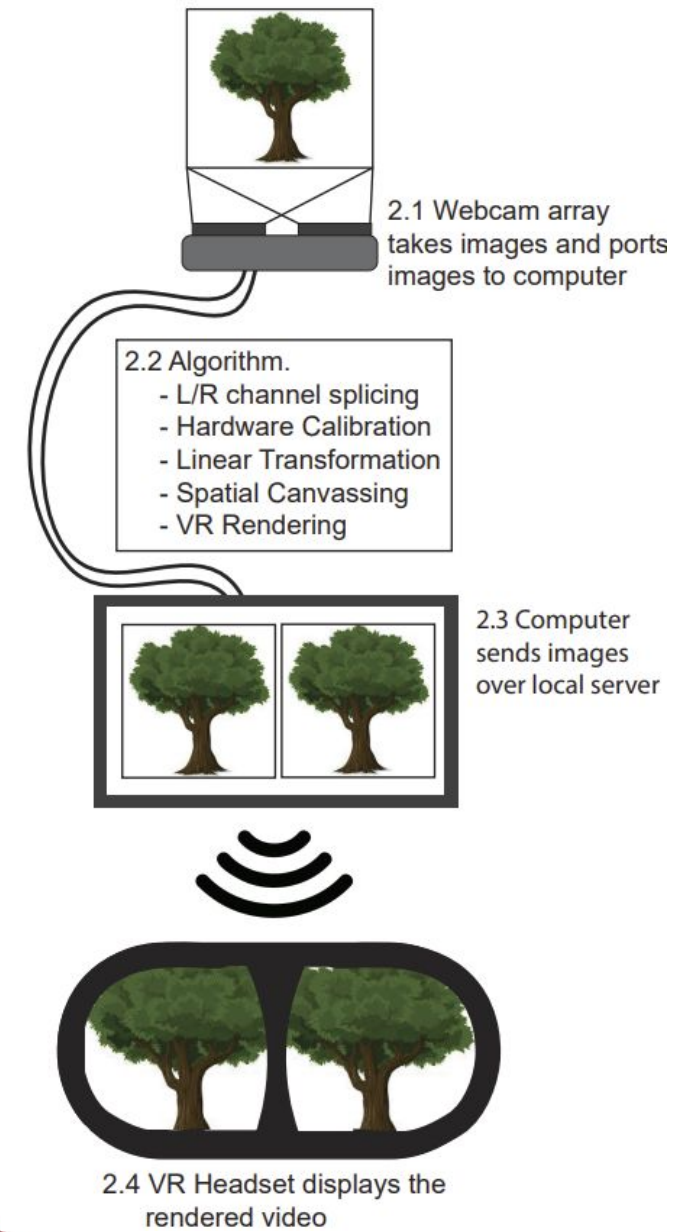 2.1 Webcam array
takes images and ports
images to computer
2.2 Algorithm.
- L/R channel splicing
- Hardware Calibration
- Linear Transformation
- Spatial Canvassing
- VR Rendering
2.3 Computer
sends images
over local server
2.4 VR Headset displays the
rendered video